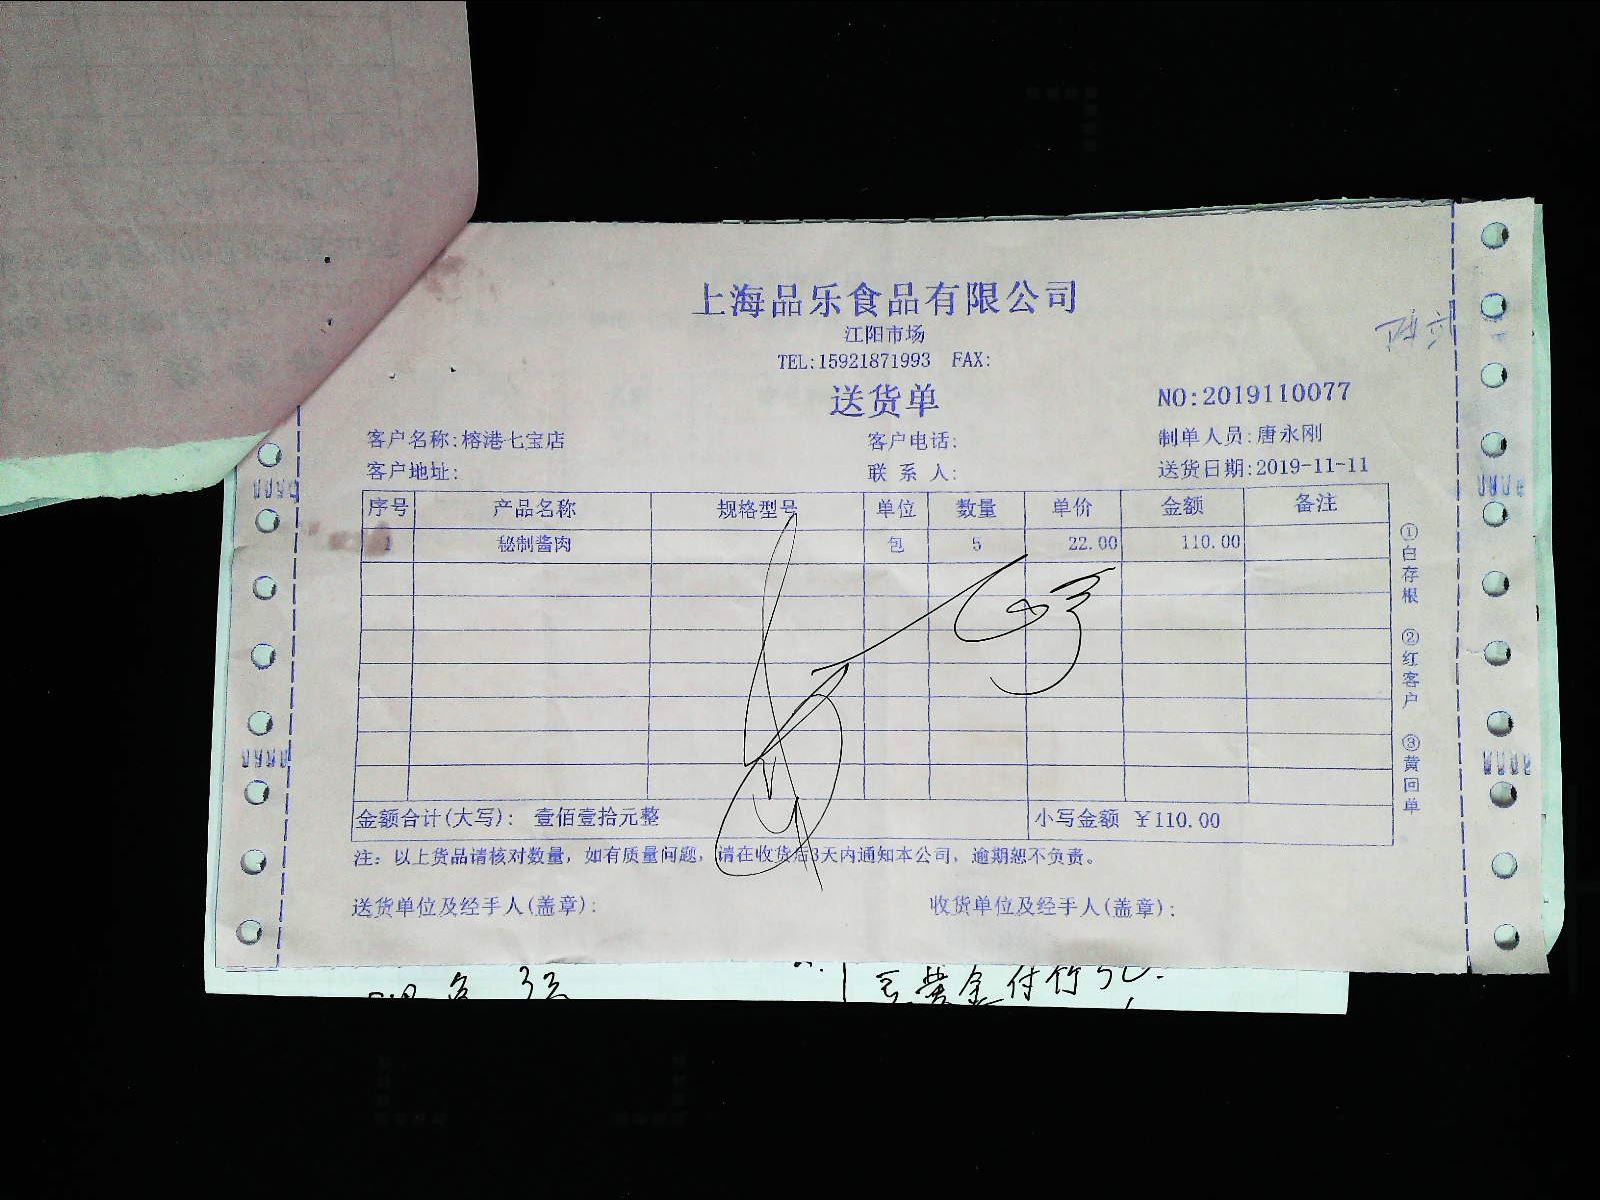 上海品乐食品有限公司
江阳市场
TEL:15921871993 FAX:
送货单
NO:2019110077
客户名称:榕港七宝店 客户电话: 制单人员:唐永刚
客户地址: 联系人: 送货日期:2019-11-11
序号 产品名称 规格型号 单位 数量 单价 金额 备注
1 秘制酱肉 包 5 22.00 110.00
金额合计(大写): 壹佰壹拾元整 小写金额 ￥110.00
注: 以上货品请核对数量, 如有质量问题, 请在收货后3天内通知本公司, 逾期恕不负责。
送货单位及经手人(盖章): 收货单位及经手人(盖章):
①白存根 ②红客户 ③黄回单